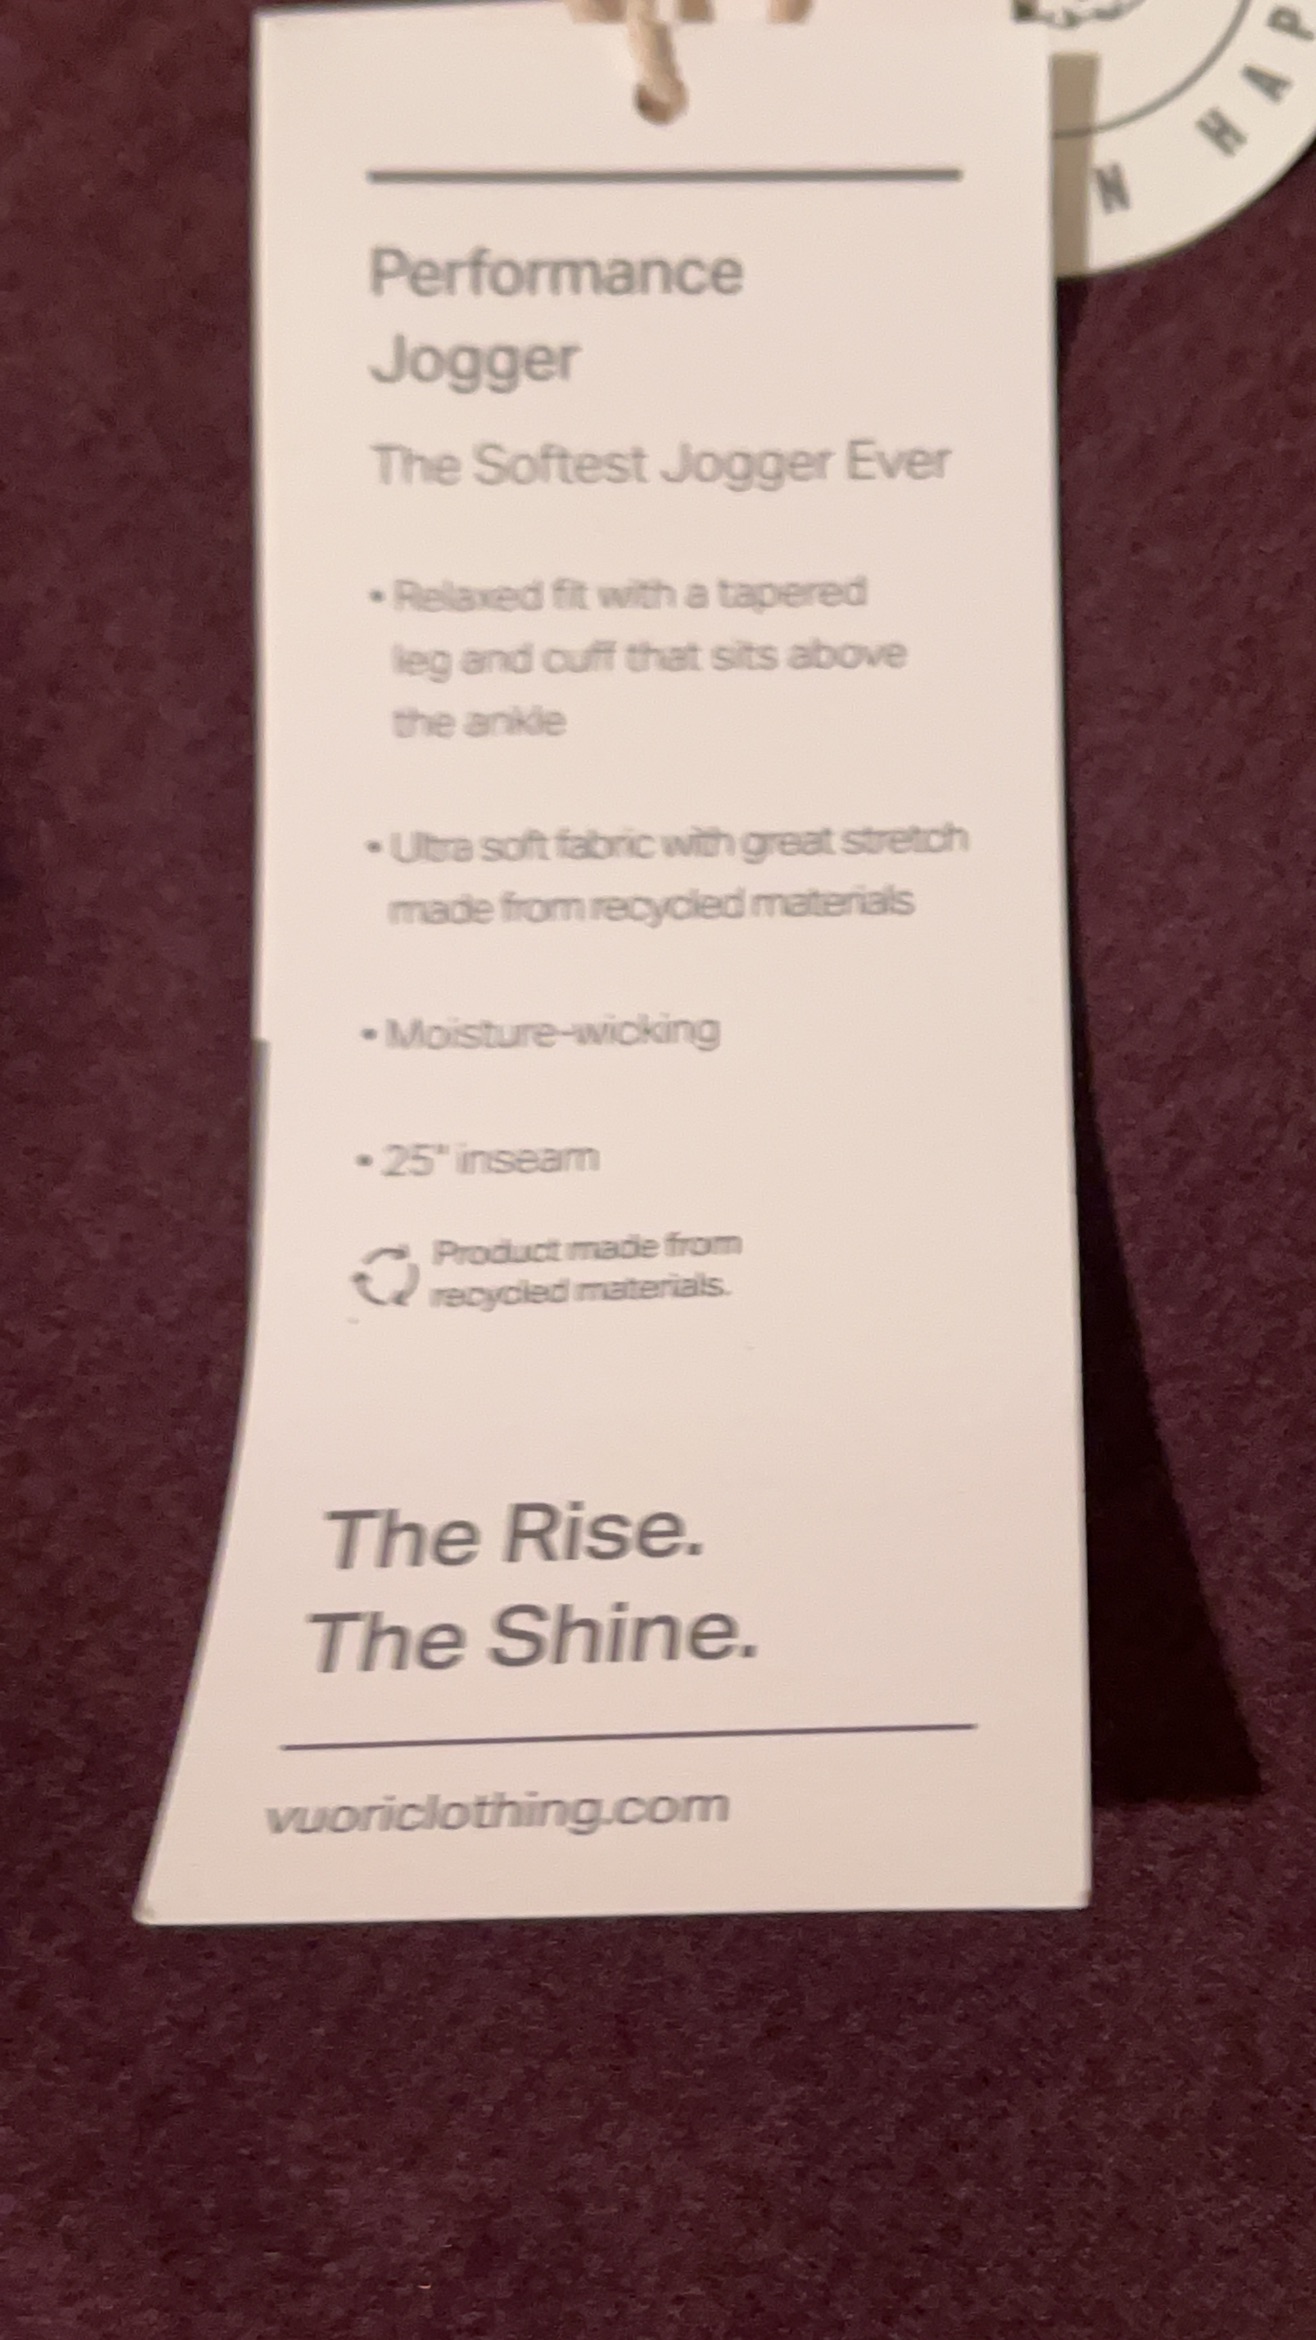 Performance
Jogger
The Softest Jogger Ever
• Relaxed fit with a tapered
leg and cuff that sits above
the ankle
• Ultra soft fabric with great stretch
made from recycled materials
• Moisture-wicking
• 25" inseam
Product made from
recycled materials.
The Rise.
The Shine.
vuoriclothing.com
N HAP